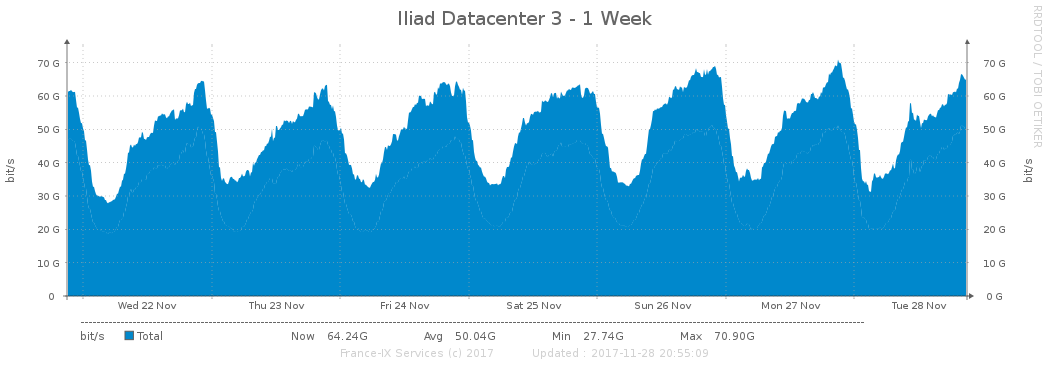 Iliad Datacenter 3 - 1 Week
RRDTOOL / TOBI OETIKER
bit/s
bit/s
70 G 70 G
60 G 60 G
50 G 50 G
40 G 40 G
30 G 30 G
20 G 20 G
10 G 10 G
0 0 G
Wed 22 Nov Thu 23 Nov Fri 24 Nov Sat 25 Nov Sun 26 Nov Mon 27 Nov Tue 28 Nov
bit/s Total Now 64.24G Avg 50.04G Min 27.74G Max 70.90G
France-IX Services (c) 2017 Updated : 2017-11-28 20:55:09